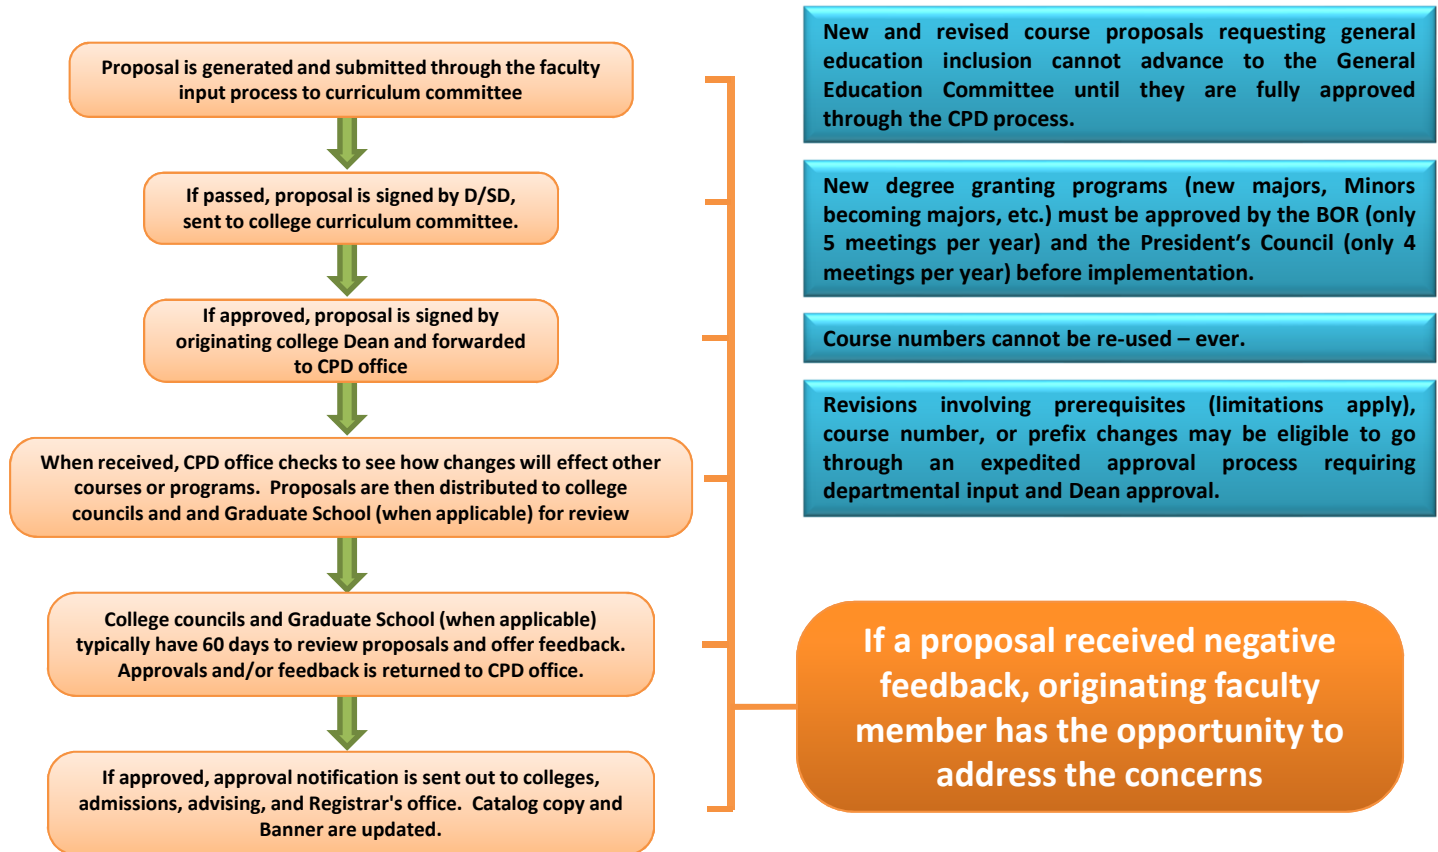 Proposal is generated and submitted through the faculty
input process to curriculum committee
If passed, proposal is signed by D/SD,
sent to college curriculum committee.
If approved, proposal is signed by
originating college Dean and forwarded
to CPD office
When received, CPD office checks to see how changes will effect other
courses or programs.  Proposals are then distributed to college
councils and and Graduate School (when applicable) for review
College councils and Graduate School (when applicable)
typically have 60 days to review proposals and offer feedback.
Approvals and/or feedback is returned to CPD office.
If approved, approval notification is sent out to colleges,
admissions, advising, and Registrar's office.  Catalog copy and
Banner are updated.
New and revised course proposals requesting general
education inclusion cannot advance to the General
Education Committee until they are fully approved
through the CPD process.
New degree granting programs (new majors, Minors
becoming majors, etc.) must be approved by the BOR (only
5 meetings per year) and the President’s Council (only 4
meetings per year) before implementation.
Course numbers cannot be re-used – ever.
Revisions involving prerequisites (limitations apply),
course number, or prefix changes may be eligible to go
through an expedited approval process requiring
departmental input and Dean approval.
If a proposal received negative
feedback, originating faculty
member has the opportunity to
address the concerns